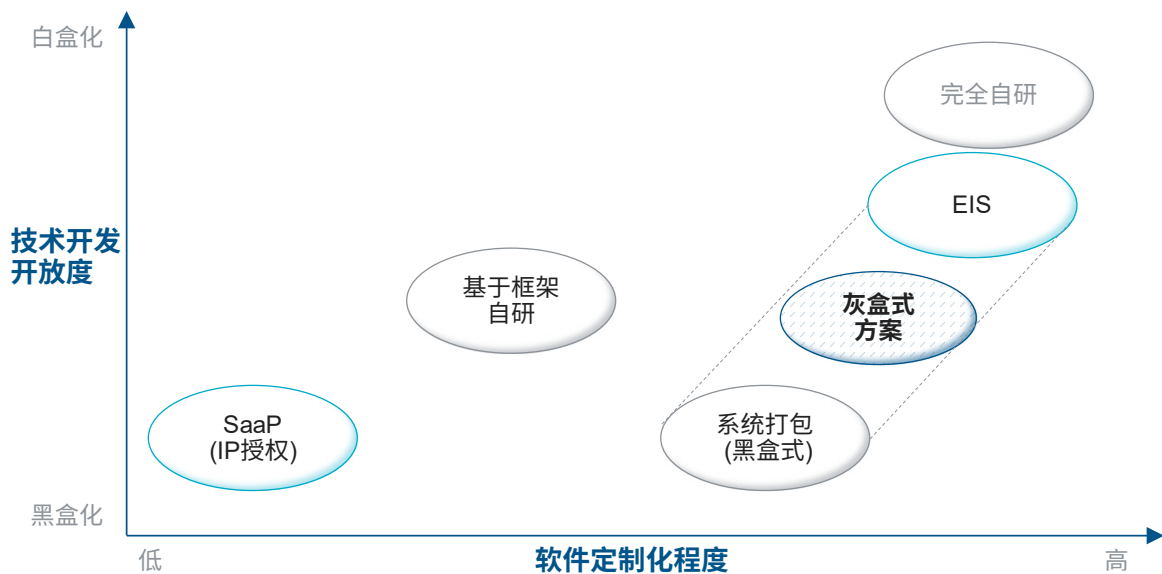 白盒化
完全自研
EIS
技术开发
开放度
基于框架
自研
灰盒式
方案
SaaP
(IP授权)
系统打包
(黑盒式)
黑盒化
低
软件定制化程度
高